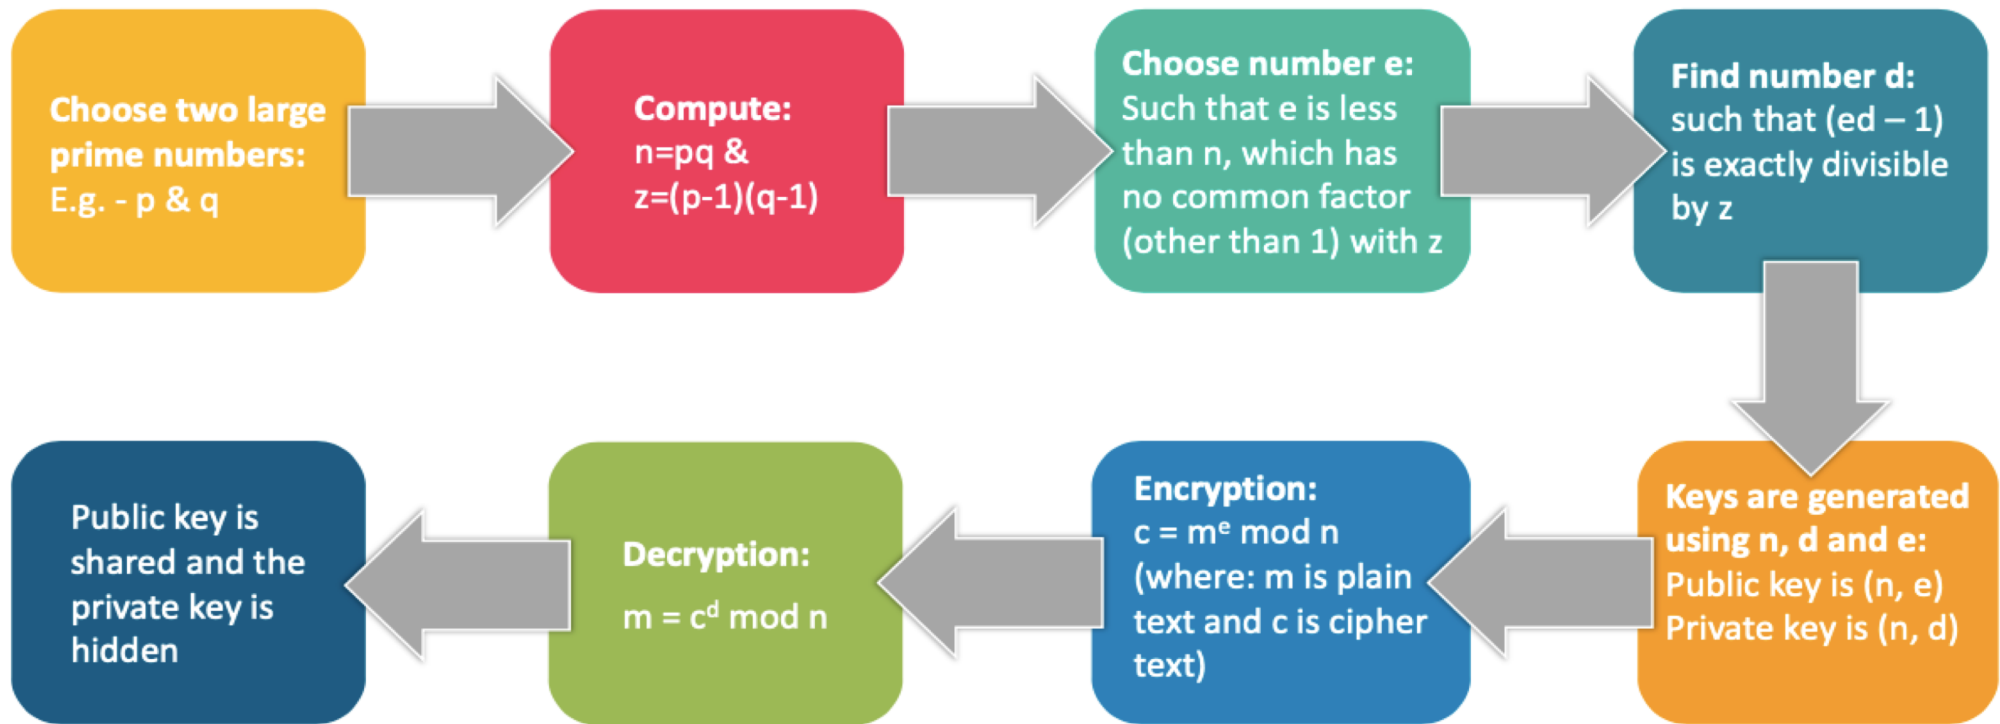 Choose two large
prime numbers:
E.g. - p & q
Compute:
n=pq &
z=(p-1)(q-1)
Choose number e:
Such that e is less
than n, which has
no common factor
(other than 1) with z
Find number d:
such that (ed – 1)
is exactly divisible
by z
Keys are generated
using n, d and e:
Public key is (n, e)
Private key is (n, d)
Encryption:
c = mᵉ mod n
(where: m is plain
text and c is cipher
text)
Decryption:
m = cᵈ mod n
Public key is
shared and the
private key is
hidden